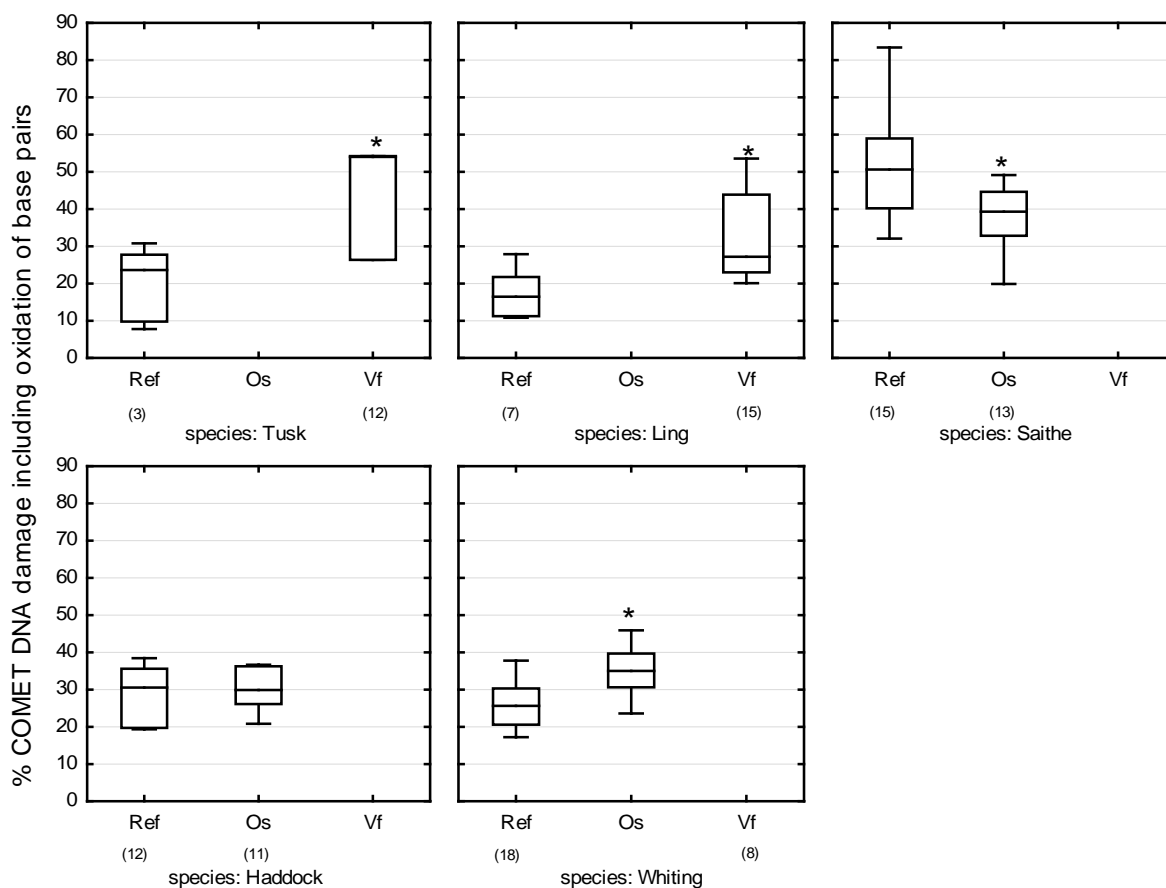 % COMET DNA damage including oxidation of base pairs
90
80
70
60
50
40
30
20
10
0
*
Ref Os Vf
(3) (12)
species: Tusk
*
Ref Os Vf
(7) (15)
species: Ling
*
Ref Os Vf
(15) (13)
species: Saithe
90
80
70
60
50
40
30
20
10
0
Ref Os Vf
(12) (11)
species: Haddock
*
Ref Os Vf
(18) (8)
species: Whiting